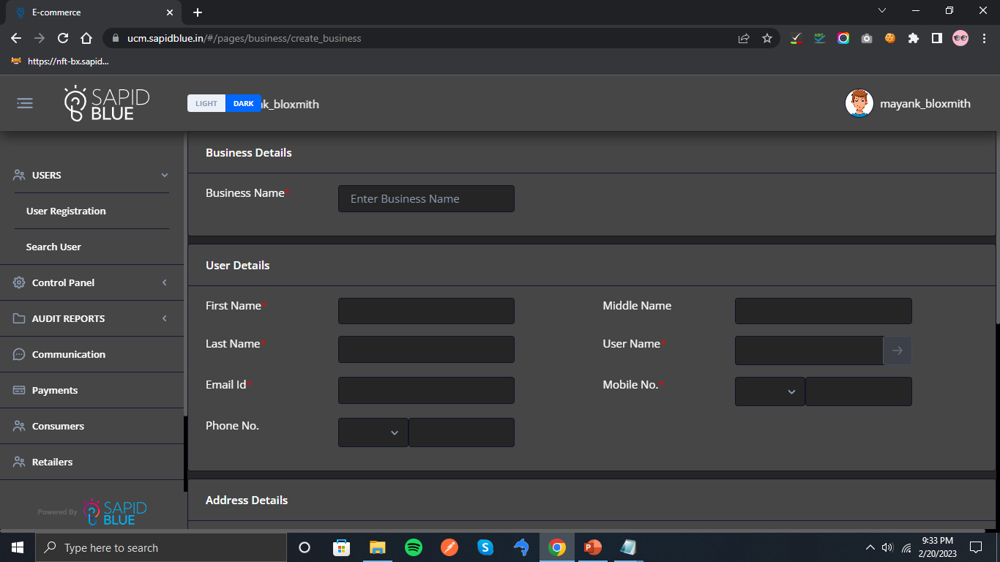 E-commerce
ucm.sapidblue.in/#/pages/business/create_business
https://nft-bx.sapid...
SAPID
BLUE
LIGHT DARK k_bloxmith
mayank_bloxmith
USERS
User Registration
Search User
Control Panel
AUDIT REPORTS
Communication
Payments
Consumers
Retailers
Powered By SAPID
BLUE
Business Details
Business Name*
Enter Business Name
User Details
First Name*
Middle Name
Last Name*
User Name*
Email Id*
Mobile No.*
Phone No.
Address Details
Type here to search
9:33 PM
2/20/2023